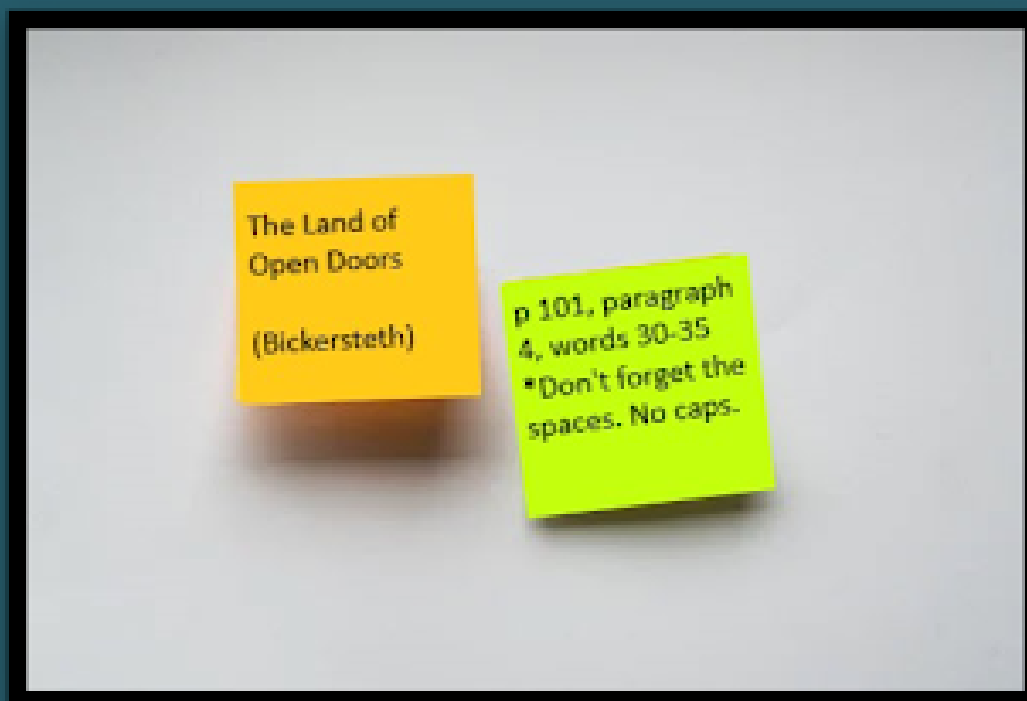 The Land of
Open Doors
(Bickersteth)
p 101, paragraph
4, words 30-35
*Don't forget the
spaces. No caps.